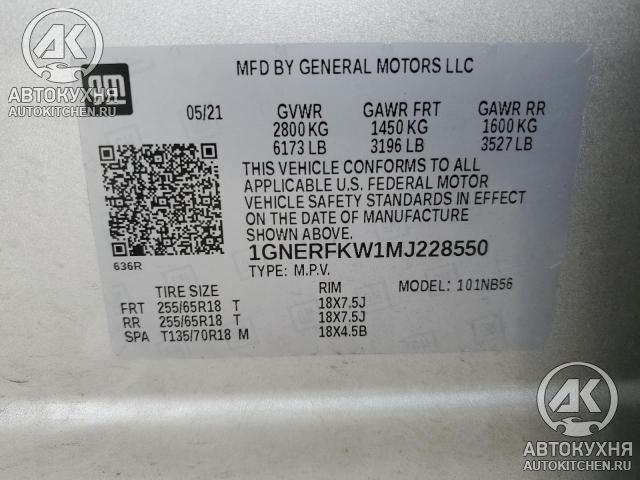 GM
MFD BY GENERAL MOTORS LLC
05/21 GVWR GAWR FRT GAWR RR
2800 KG 1450 KG 1600 KG
6173 LB 3196 LB 3527 LB
THIS VEHICLE CONFORMS TO ALL
APPLICABLE U.S. FEDERAL MOTOR
VEHICLE SAFETY STANDARDS IN EFFECT
ON THE DATE OF MANUFACTURE
SHOWN ABOVE.
636R
1GNERFKW1MJ228550
TYPE: M.P.V.
MODEL: 101NB56
TIRE SIZE RIM
FRT 255/65R18 T 18X7.5J
RR 255/65R18 T 18X7.5J
SPA T135/70R18 M 18X4.5B
АВТОКУХНЯ
AUTOKITCHEN.RU
АВТОКУХНЯ
AUTOKITCHEN.RU